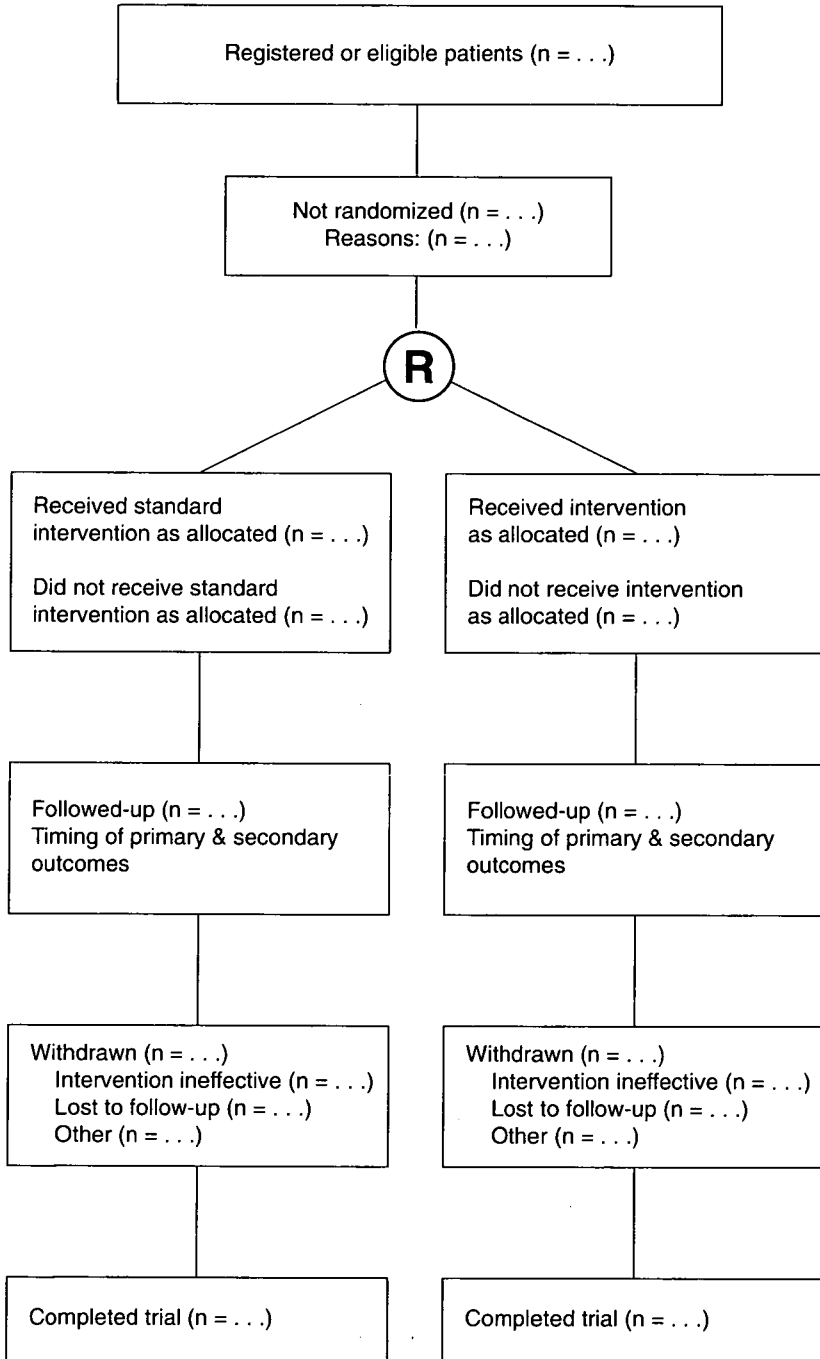 Registered or eligible patients (n = . . .)
Not randomized (n = . . .)
Reasons: (n = . . .)
R
Received standard
intervention as allocated (n = . . .)
Did not receive standard
intervention as allocated (n = . . .)
Received intervention
as allocated (n = . . .)
Did not receive intervention
as allocated (n = . . .)
Followed-up (n = . . .)
Timing of primary & secondary
outcomes
Followed-up (n = . . .)
Timing of primary & secondary
outcomes
Withdrawn (n = . . .)
Intervention ineffective (n = . . .)
Lost to follow-up (n = . . .)
Other (n = . . .)
Withdrawn (n = . . .)
Intervention ineffective (n = . . .)
Lost to follow-up (n = . . .)
Other (n = . . .)
Completed trial (n = . . .)
Completed trial (n = . . .)